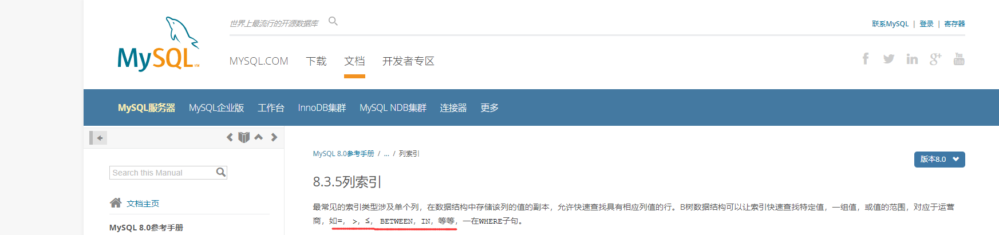 世界上最流行的开源数据库
联系MySQL | 登录 | 寄存器
MySQL™
MYSQL.COM 下载 文档 开发者专区
f g+ You Tube
MySQL服务器 MySQL企业版 工作台 InnoDB集群 MySQL NDB集群 连接器 更多
MySQL 8.0参考手册 / ... / 列索引
版本8.0
Search this Manual
8.3.5列索引
文档主页
最常见的索引类型涉及单个列，在数据结构中存储该列的值的副本，允许快速查找具有相应列值的行。B树数据结构可以让索引快速查找特定值，一组值，或值的范围，对应于运营
商，如=， >，≤， BETWEEN，IN，等等，一在WHERE子句。
MySQL 8.0参考手册